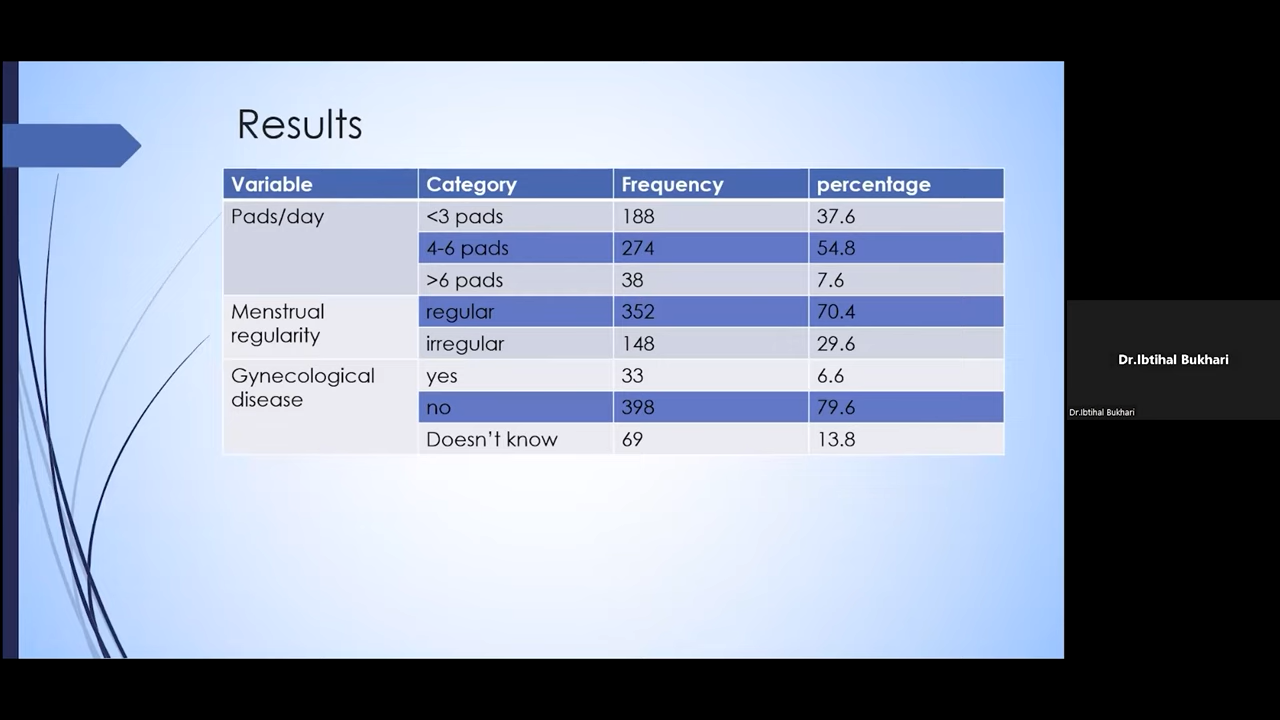 Results
Variable Category Frequency percentage
Pads/day <3 pads 188 37.6
4-6 pads 274 54.8
>6 pads 38 7.6
Menstrual regularity regular 352 70.4
irregular 148 29.6
Gynecological disease yes 33 6.6
no 398 79.6
Doesn’t know 69 13.8
Dr.Ibtihal Bukhari
Dr.Ibtihal Bukhari